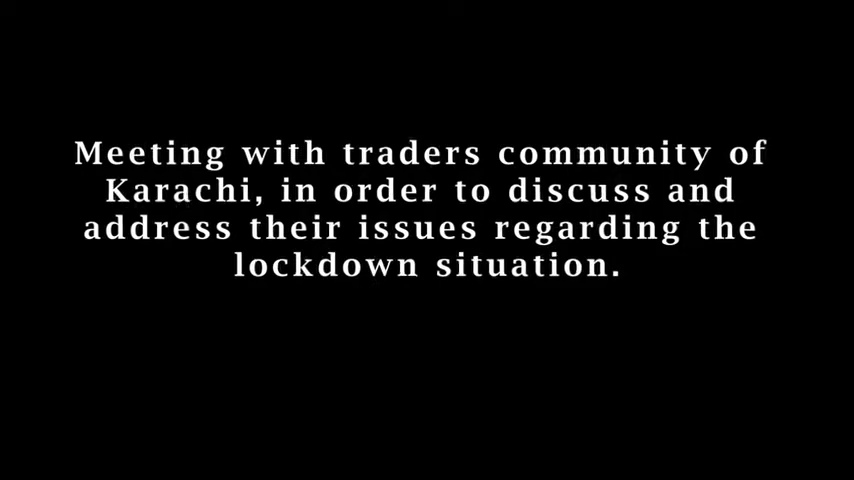 Meeting with traders community of
Karachi, in order to discuss and
address their issues regarding the
lockdown situation.